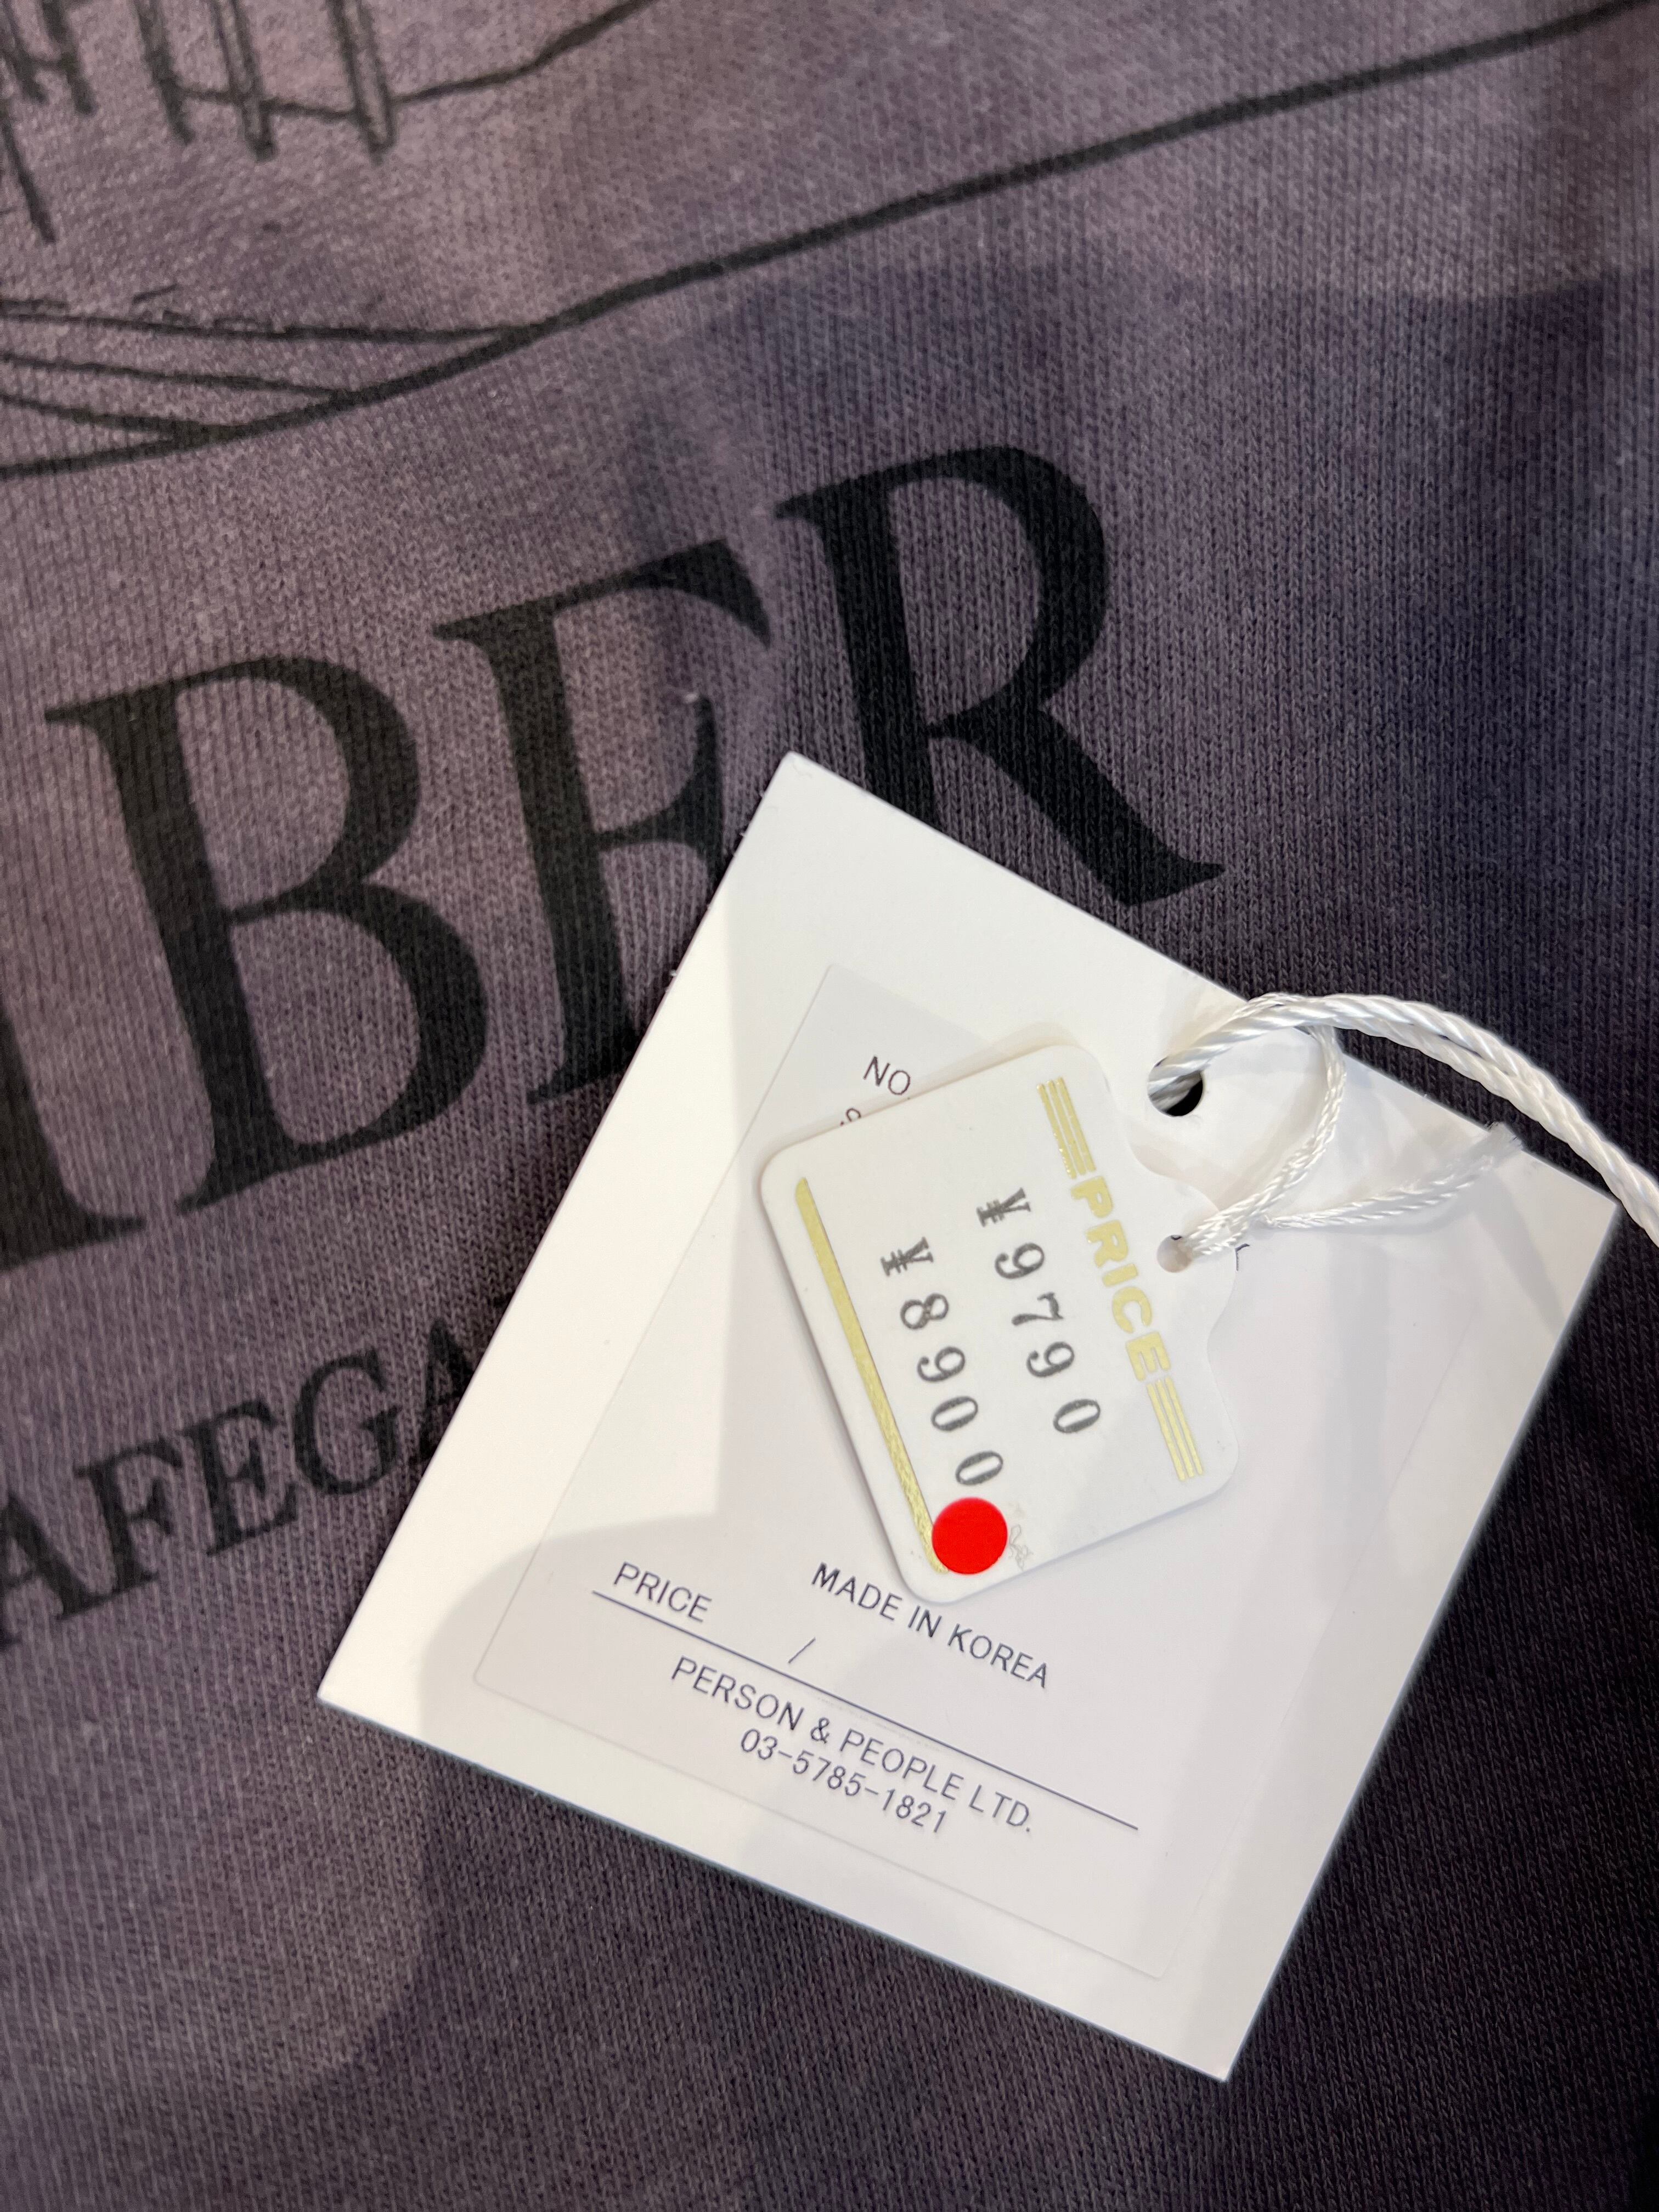 BER
AFEGA
NO.
PRICE
¥9790
¥8900
MADE IN KOREA
PRICE
/
PERSON & PEOPLE LTD.
03-5785-1821